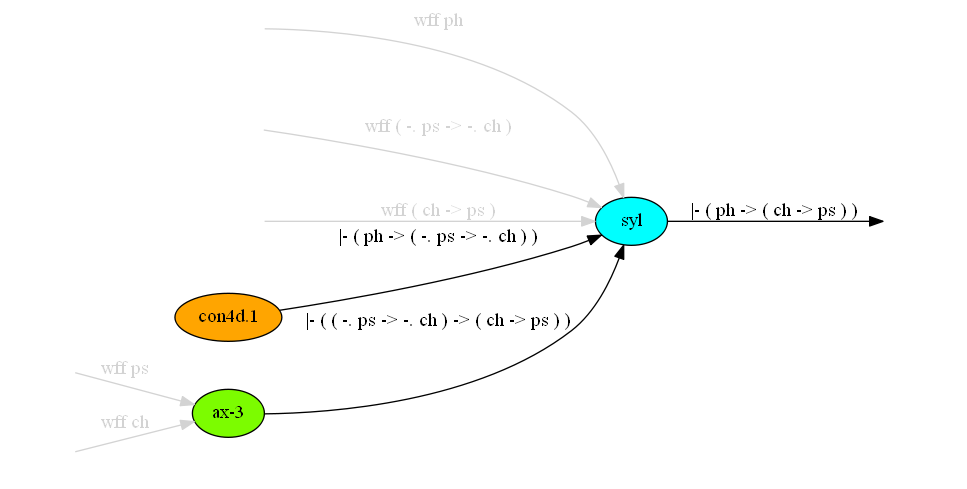 wff ph
wff ( -. ps -> -. ch )
wff ( ch -> ps )
syl
|- ( ph -> ( ch -> ps ) )
|- ( ph -> ( -. ps -> -. ch ) )
con4d.1
|- ( ( -. ps -> -. ch ) -> ( ch -> ps ) )
wff ps
ax-3
wff ch